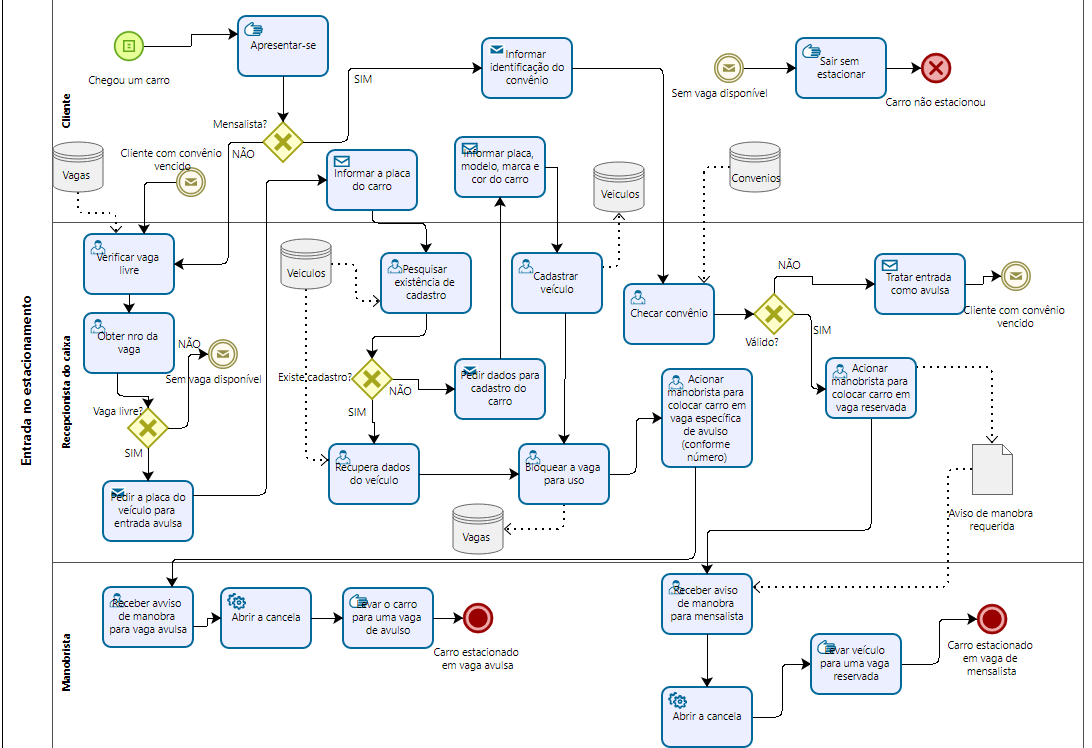 Entrada no estacionamento
Cliente
Chegou um carro
Apresentar-se
Mensalista?
SIM
NÃO
Informar
identificação do
convênio
Sem vaga disponível
Sair sem
estacionar
Carro não estacionou
Vagas
Cliente com convênio
vencido
Informar a placa
do carro
Informar placa,
modelo, marca e
cor do carro
Veiculos
Convenios
Recepcionista do caixa
Verificar vaga
livre
Obter nro da
vaga
NÃO
Sem vaga disponível
Vaga livre?
SIM
Pedir a placa do
veículo para
entrada avulsa
Veiculos
Pesquisar
existência de
cadastro
Existe cadastro?
NÃO
SIM
Pedir dados para
cadastro do
carro
Recupera dados
do veículo
Cadastrar
veículo
Bloquear a vaga
para uso
Vagas
Checar convênio
NÃO
Válido?
SIM
Tratar entrada
como avulsa
Cliente com convênio
vencido
Acionar
manobrista para
colocar carro em
vaga específica
de avulso
(conforme
número)
Acionar
manobrista para
colocar carro em
vaga reservada
Aviso de manobra
requerida
Manobrista
Receber avviso
de manobra
para vaga avulsa
Abrir a cancela
Levar o carro
para uma vaga
de avulso
Carro estacionado
em vaga avulsa
Receber aviso
de manobra
para mensalista
Abrir a cancela
Levar veículo
para uma vaga
reservada
Carro estacionado
em vaga de
mensalista